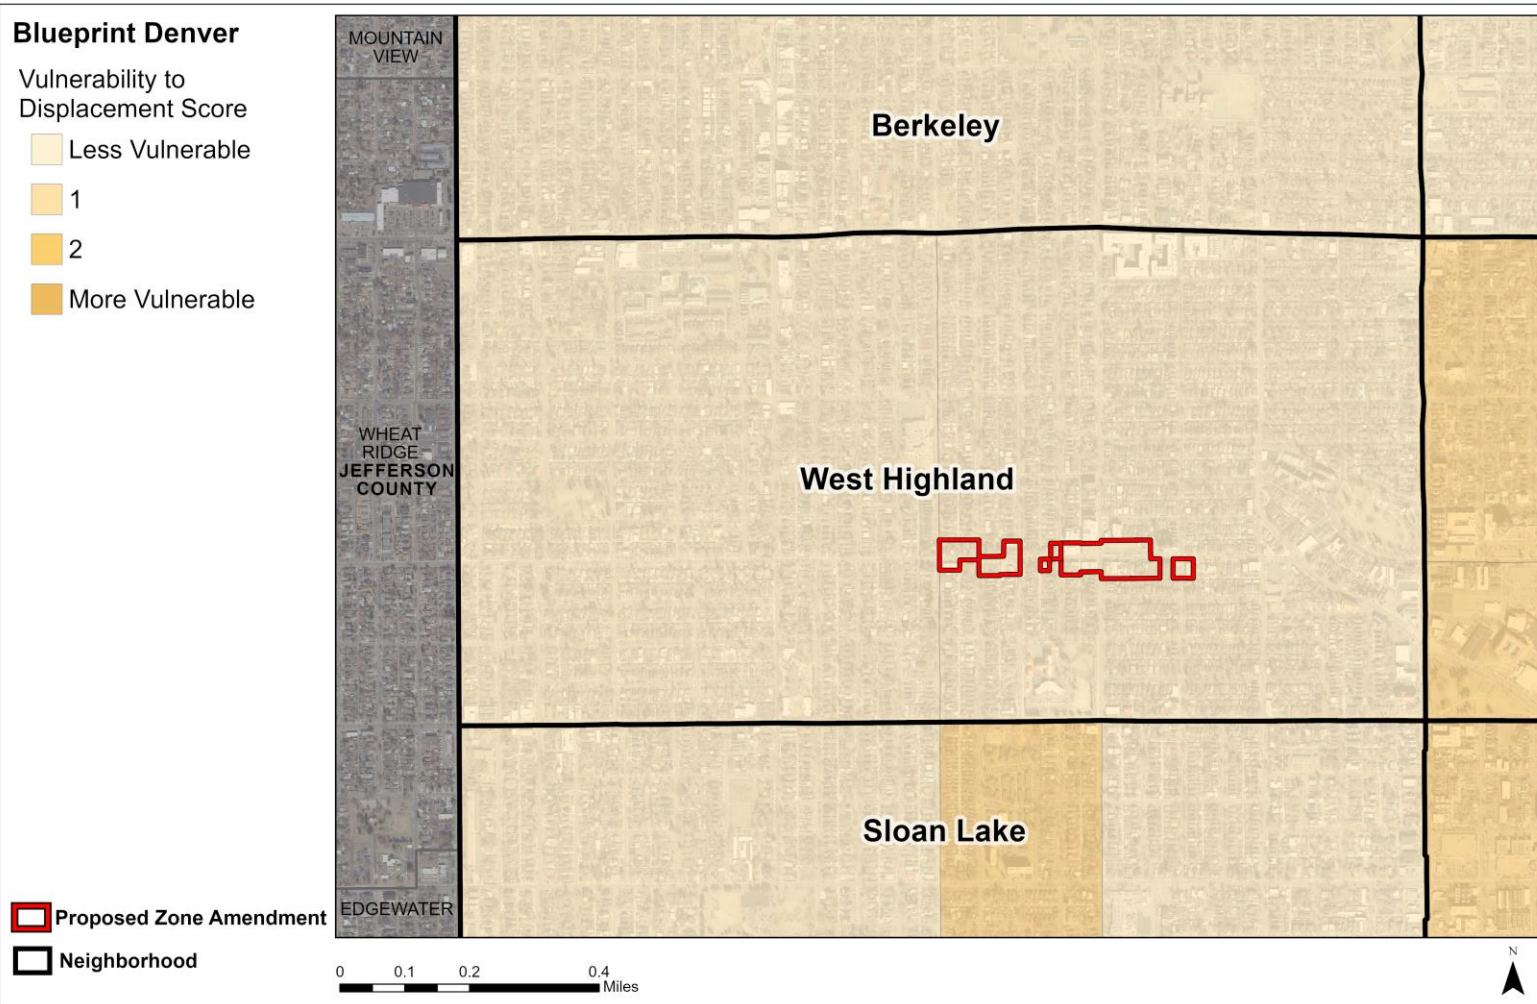 Blueprint Denver
Vulnerability to
Displacement Score
Less Vulnerable
1
2
More Vulnerable
Proposed Zone Amendment
Neighborhood
MOUNTAIN
VIEW
Berkeley
WHEAT
RIDGE
JEFFERSON
COUNTY
West Highland
Sloan Lake
EDGEWATER
0 0.1 0.2 0.4
Miles
N